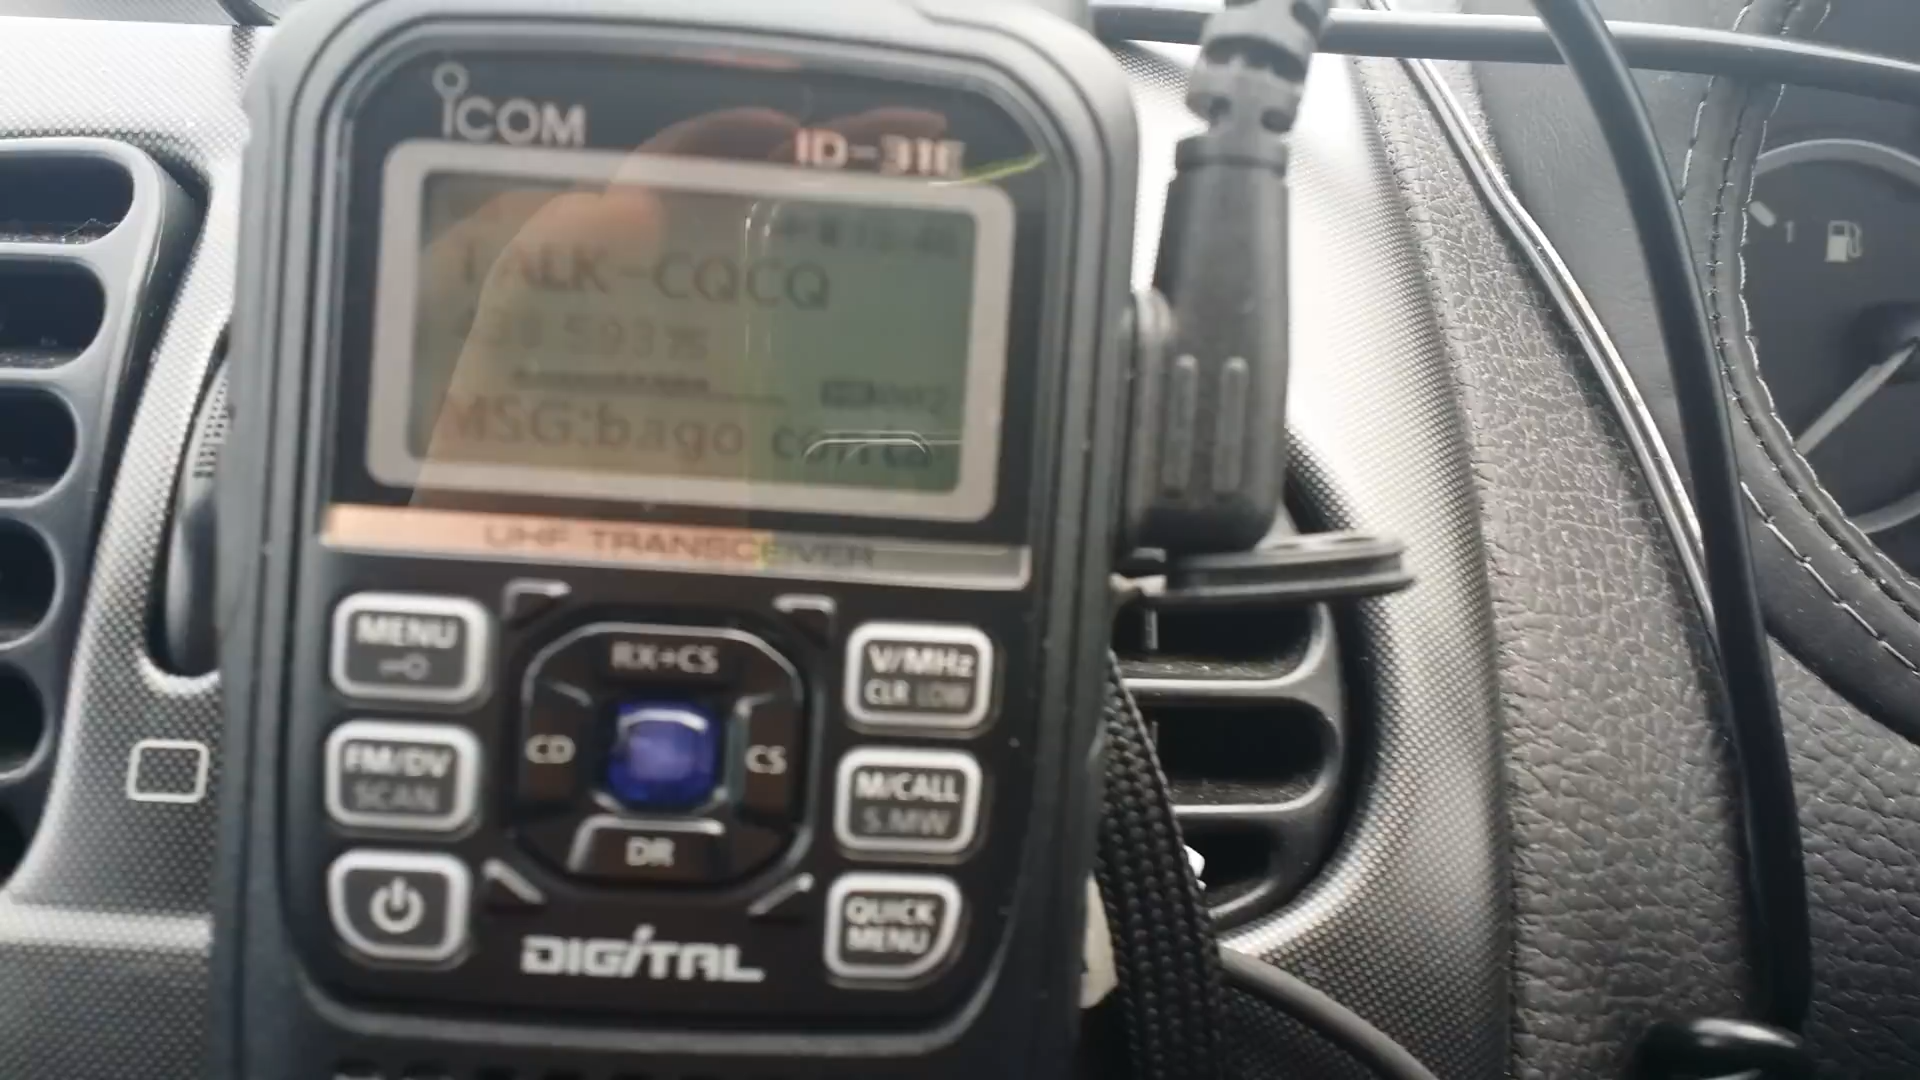 iCOM
ID-31E
TALK-CQCQ
MSG:bago
UHF TRANSCEIVER
MENU
RX+CS
V/MHz
CLR LOW
FM/DV
SCAN
CD
CS
M/CALL
S.MW
DR
QUICK
MENU
DIGITAL
1